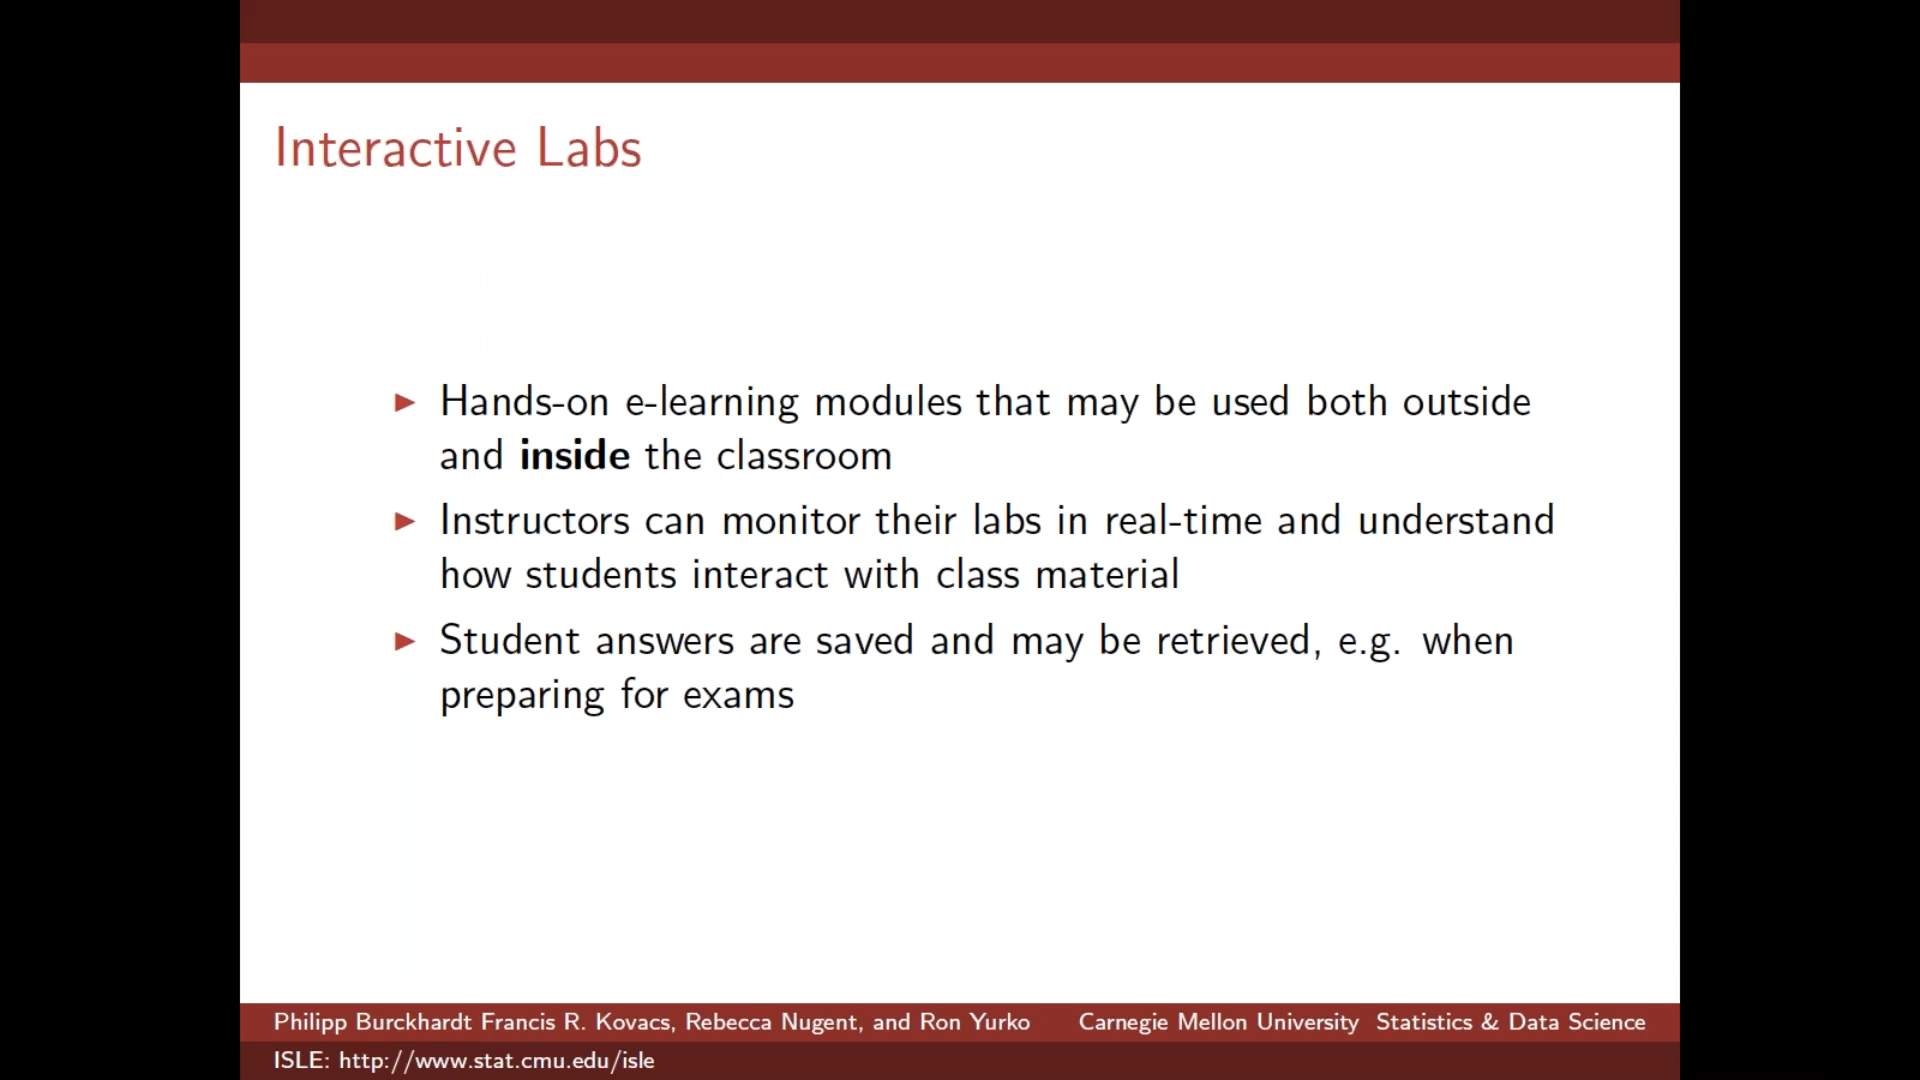 Interactive Labs
Hands-on e-learning modules that may be used both outside
and inside the classroom
Instructors can monitor their labs in real-time and understand
how students interact with class material
Student answers are saved and may be retrieved, e.g. when
preparing for exams
Philipp Burckhardt Francis R. Kovacs, Rebecca Nugent, and Ron Yurko Carnegie Mellon University Statistics & Data Science
ISLE: http://www.stat.cmu.edu/isle